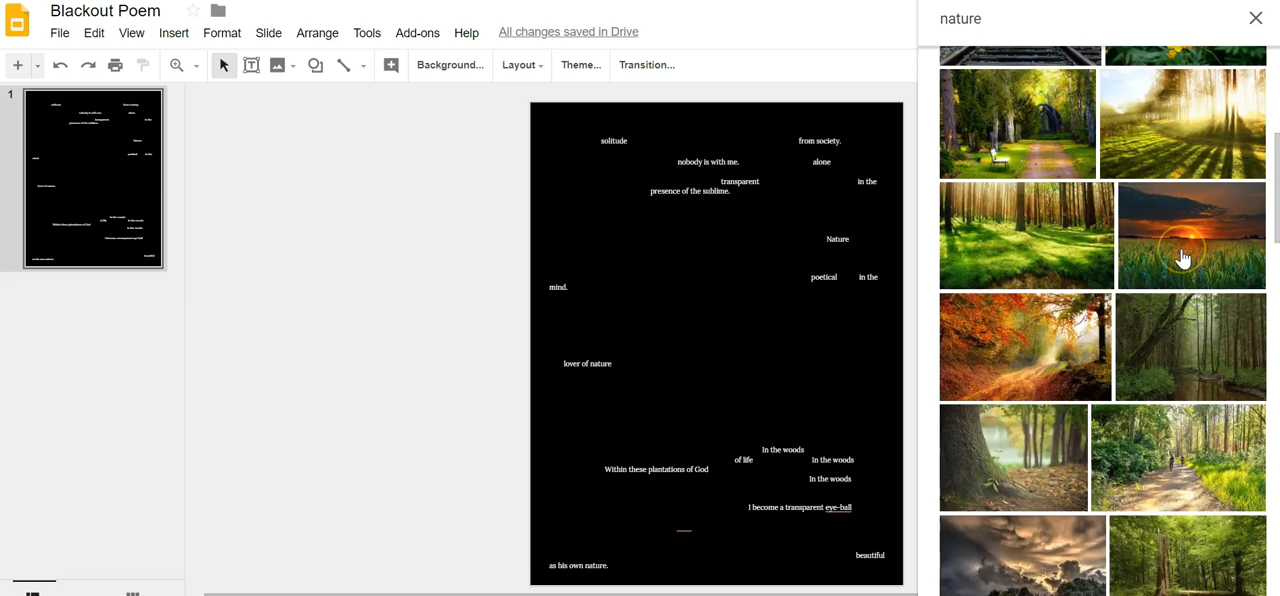 Blackout Poem
File Edit View Insert Format Slide Arrange Tools Add-ons Help All changes saved in Drive
Background... Layout Theme... Transition...
nature
1
solitude from society.
nobody is with me. alone
transparent in the
presence of the sublime.
Nature
poetical in the
mind.
lover of nature
In the woods
of life In the woods
Within these plantations of God
In the woods
I become a transparent eye-ball
beautiful
as his own nature.